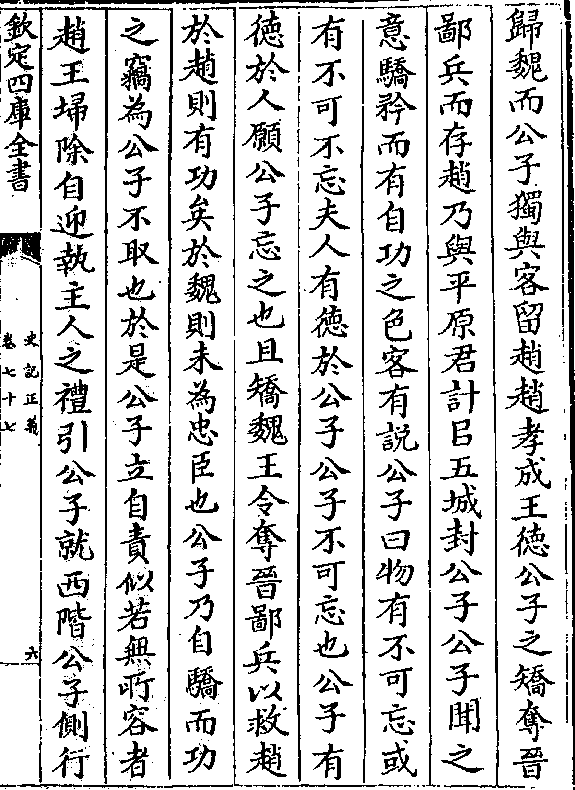 歸魏而公子獨與客留趙趙孝成王徳公子之矯奪晉
鄙兵而存趙乃與平原君計㠯五城封公子公子聞之
意驕矜而有自功之色客有説公子曰物有不可忘或
有不可不忘夫人有徳於公子公子不可忘也公子有
徳於人願公子忘之也且矯魏王令奪晉鄙兵以救趙
於趙則有功矣於魏則未為忠臣也公子乃自驕而功
之竊為公子不取也於是公子立自責似若無所容者
趙王埽除自迎執主人之禮引公子就西階公子側行
欽定四庫全書
史記正義
卷七十七
六